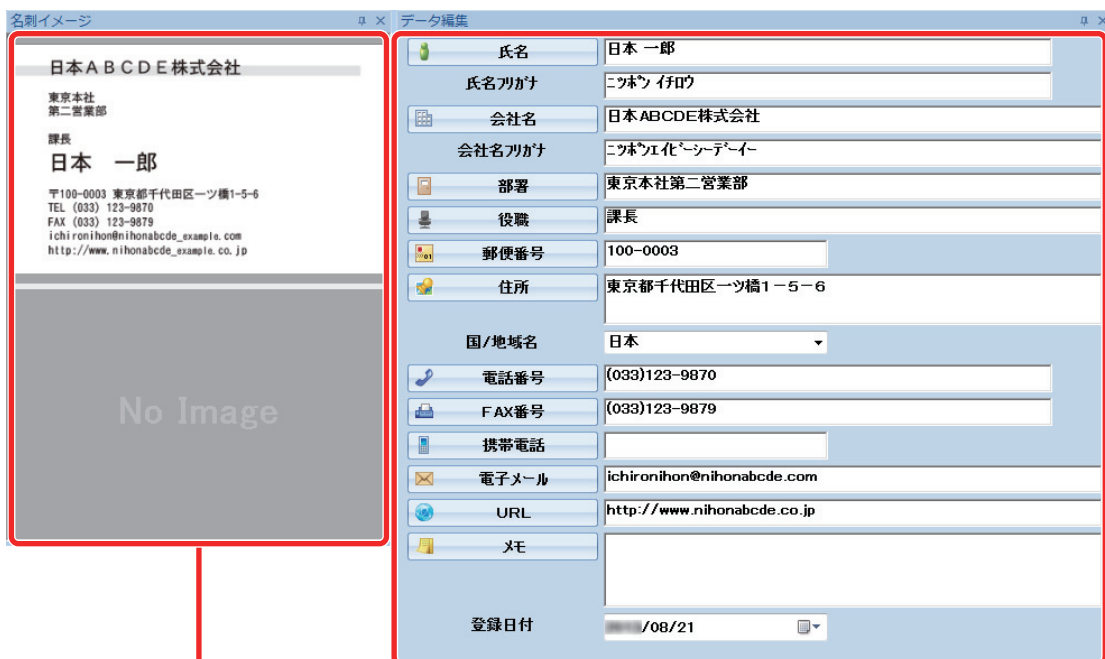 名刺イメージ
日本ＡＢＣＤＥ株式会社
東京本社
第二営業部
課長
日本　一郎
〒100-0003 東京都千代田区一ツ橋1-5-6
TEL (033) 123-9870
FAX (033) 123-9879
ichironihon@nihonabcde_example.com
http://www.nihonabcde_example.co.jp
No Image
データ編集
氏名 日本 一郎
氏名ﾌﾘｶﾞﾅ ﾆｯﾎﾟﾝ ｲﾁﾛｳ
会社名 日本ABCDE株式会社
会社名ﾌﾘｶﾞﾅ ﾆｯﾎﾟﾝｴｲﾋﾞｰｼｰﾃﾞｰｲｰ
部署 東京本社第二営業部
役職 課長
郵便番号 100-0003
住所 東京都千代田区一ツ橋１－５－６
国/地域名 日本
電話番号 (033)123-9870
FAX番号 (033)123-9879
携帯電話
電子メール ichironihon@nihonabcde.com
URL http://www.nihonabcde.co.jp
メモ
登録日付 /08/21